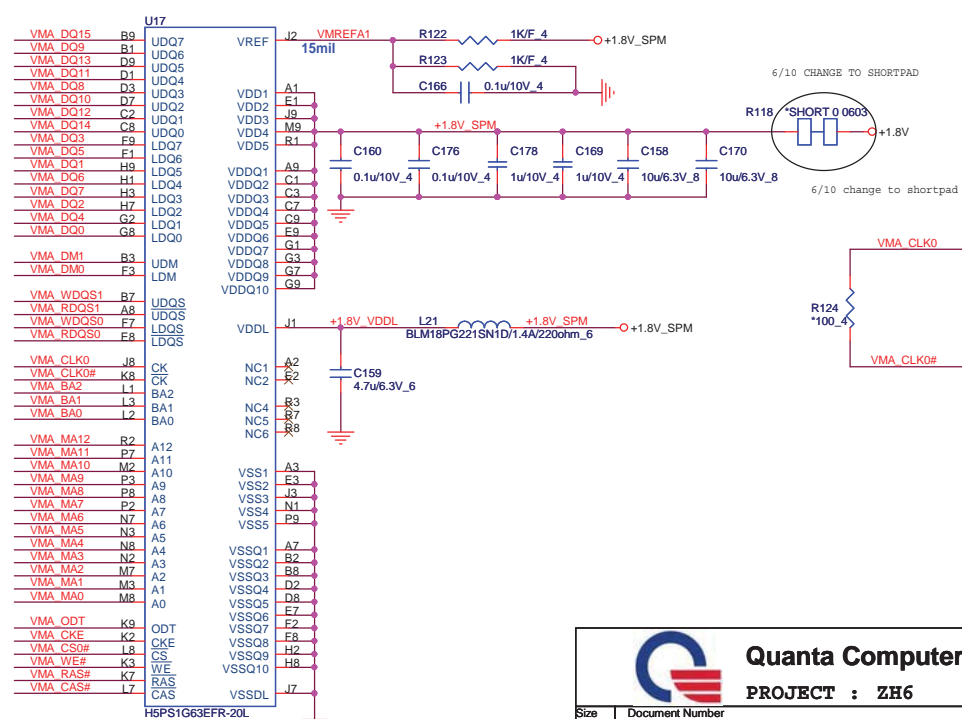 U17
VMA_DQ15 B9 UDQ7
VMA_DQ9 B1 UDQ6
VMA_DQ13 D9 UDQ5
VMA_DQ11 D1 UDQ4
VMA_DQ8 D3 UDQ3
VMA_DQ10 D7 UDQ2
VMA_DQ12 C2 UDQ1
VMA_DQ14 C8 UDQ0
VMA_DQ3 F9 LDQ7
VMA_DQ5 F1 LDQ6
VMA_DQ1 H9 LDQ5
VMA_DQ6 H1 LDQ4
VMA_DQ7 H3 LDQ3
VMA_DQ2 H7 LDQ2
VMA_DQ4 G2 LDQ1
VMA_DQ0 G8 LDQ0
VMA_DM1 B3 UDM
VMA_DM0 F3 LDM
VMA_WDQS1 B7 UDQS
VMA_RDQS1 A8 UDQS
VMA_WDQS0 F7 LDQS
VMA_RDQS0 E8 LDQS
VMA_CLK0 J8 CK
VMA_CLK0# K8 CK
VMA_BA2 L1 BA2
VMA_BA1 L3 BA1
VMA_BA0 L2 BA0
VMA_MA12 R2 A12
VMA_MA11 P7 A11
VMA_MA10 M2 A10
VMA_MA9 P3 A9
VMA_MA8 P8 A8
VMA_MA7 P2 A7
VMA_MA6 N7 A6
VMA_MA5 N3 A5
VMA_MA4 N8 A4
VMA_MA3 N2 A3
VMA_MA2 M7 A2
VMA_MA1 M3 A1
VMA_MA0 M8 A0
VMA_ODT K9 ODT
VMA_CKE K2 CKE
VMA_CS0# L8 CS
VMA_WE# K3 WE
VMA_RAS# K7 RAS
VMA_CAS# L7 CAS
VREF J2 VMREFA1
15mil
VDD1 A1
VDD2 E1
VDD3 J9
VDD4 M9
VDD5 R1
VDDQ1 A9
VDDQ2 C1
VDDQ3 C3
VDDQ4 C7
VDDQ5 C9
VDDQ6 E9
VDDQ7 G1
VDDQ8 G3
VDDQ9 G7
VDDQ10 G9
VDDL J1
NC1 A2
NC2 E2
NC4 R3
NC5 R7
NC6 R8
VSS1 A3
VSS2 E3
VSS3 J3
VSS4 N1
VSS5 P9
VSSQ1 A7
VSSQ2 B2
VSSQ3 B8
VSSQ4 D2
VSSQ5 D8
VSSQ6 E7
VSSQ7 F2
VSSQ8 F8
VSSQ9 H2
VSSQ10 H8
VSSDL J7
H5PS1G63EFR-20L
R122 1K/F_4 +1.8V_SPM
R123 1K/F_4
C166 0.1u/10V_4
+1.8V_SPM
C160 0.1u/10V_4
C176 0.1u/10V_4
C178 1u/10V_4
C169 1u/10V_4
C158 10u/6.3V_8
C170 10u/6.3V_8
6/10 CHANGE TO SHORTPAD
R118 *SHORT 0 0603
+1.8V
6/10 change to shortpad
+1.8V_VDDL L21 +1.8V_SPM +1.8V_SPM
BLM18PG221SN1D/1.4A/220ohm_6
C159
4.7u/6.3V_6
VMA_CLK0
R124
*100_4
VMA_CLK0#
Quanta Computer
PROJECT : ZH6
Size Document Number